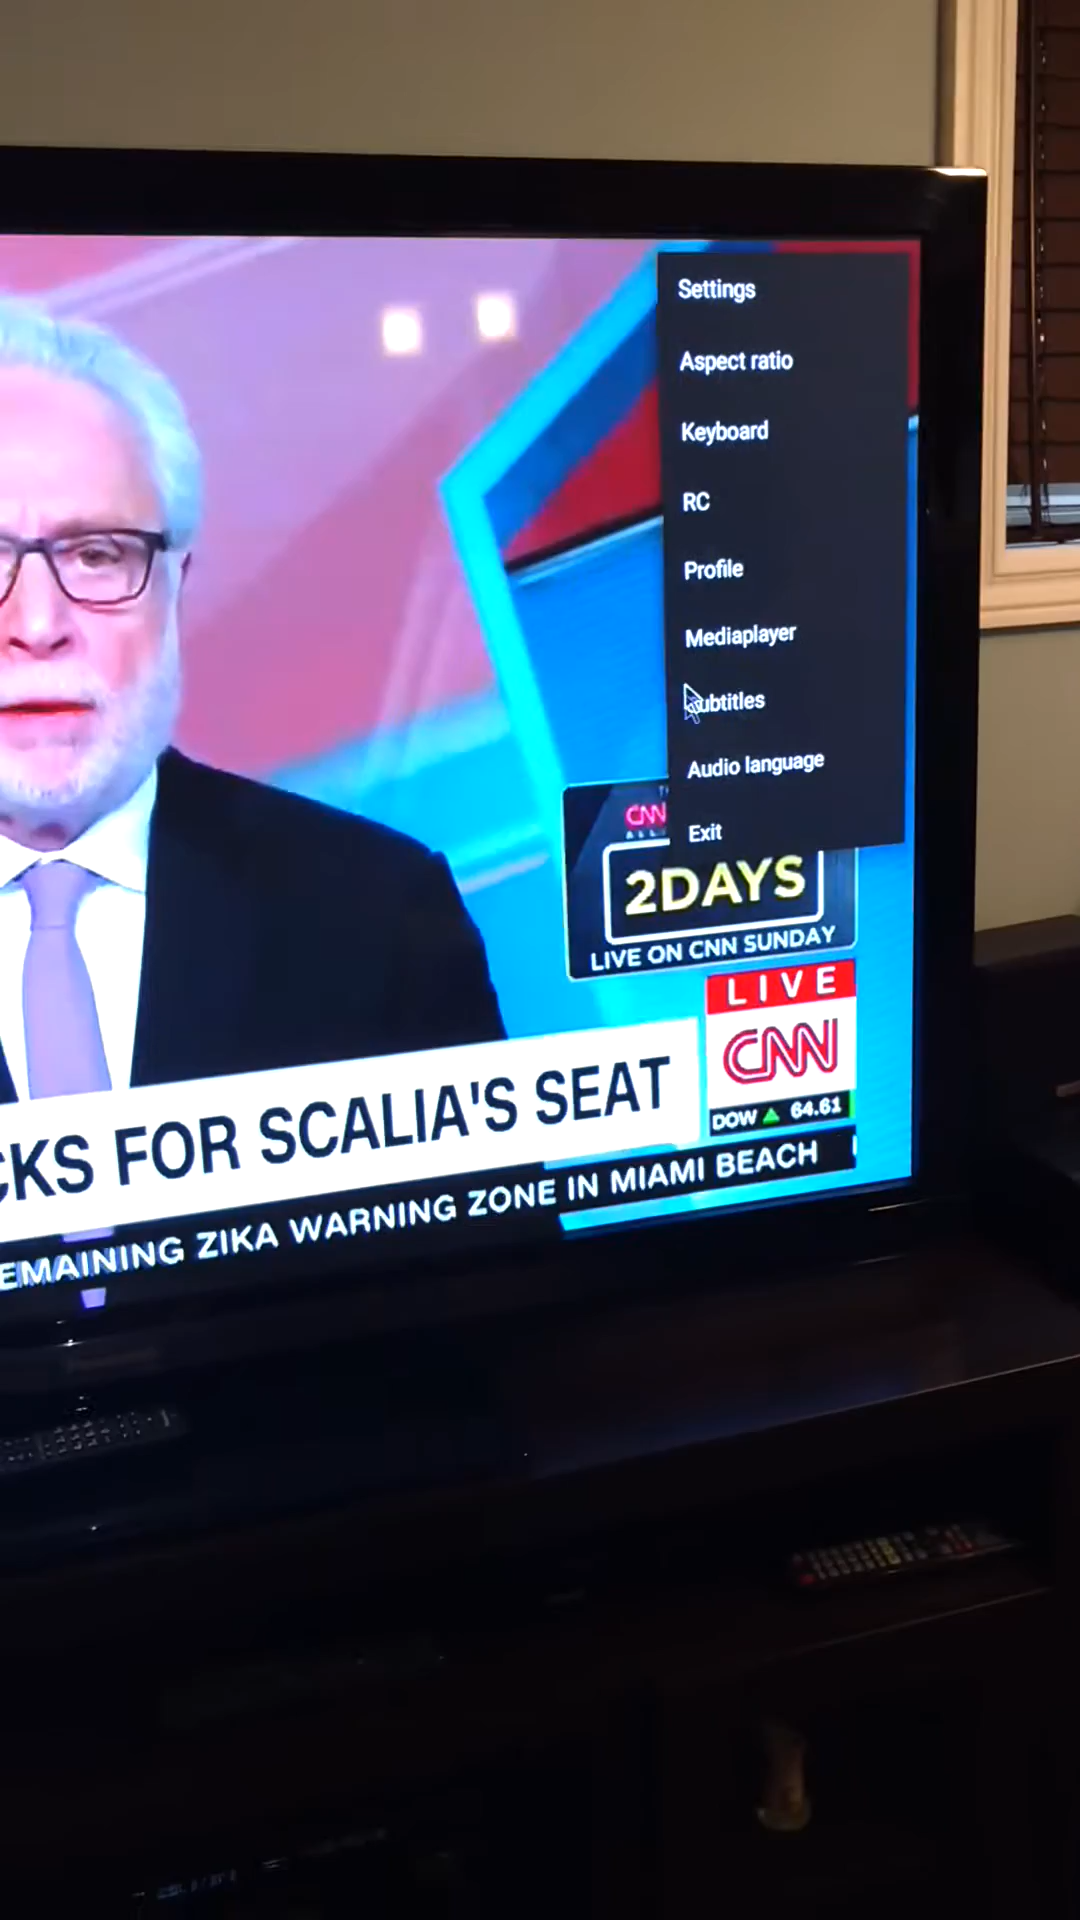 Settings
Aspect ratio
Keyboard
RC
Profile
Mediaplayer
ubtitles
Audio language
Exit
CNN
2DAYS
LIVE ON CNN SUNDAY
LIVE
CNN
DOW ▲ 64.61
CKS FOR SCALIA'S SEAT
EMAINING ZIKA WARNING ZONE IN MIAMI BEACH